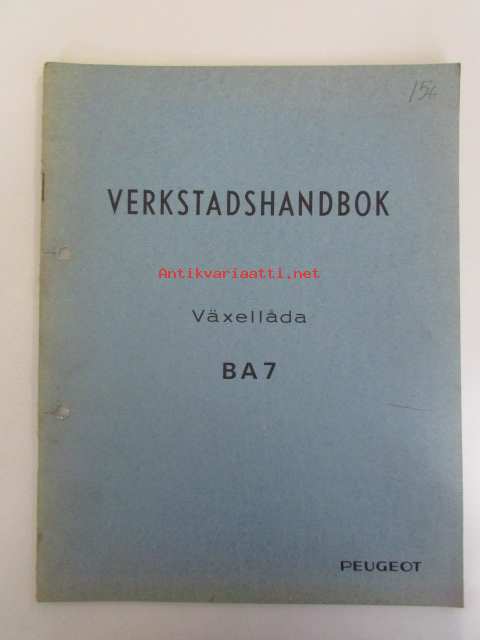 154
VERKSTADSHANDBOK
Antikvariaatti.net
Växellåda
BA7
PEUGEOT